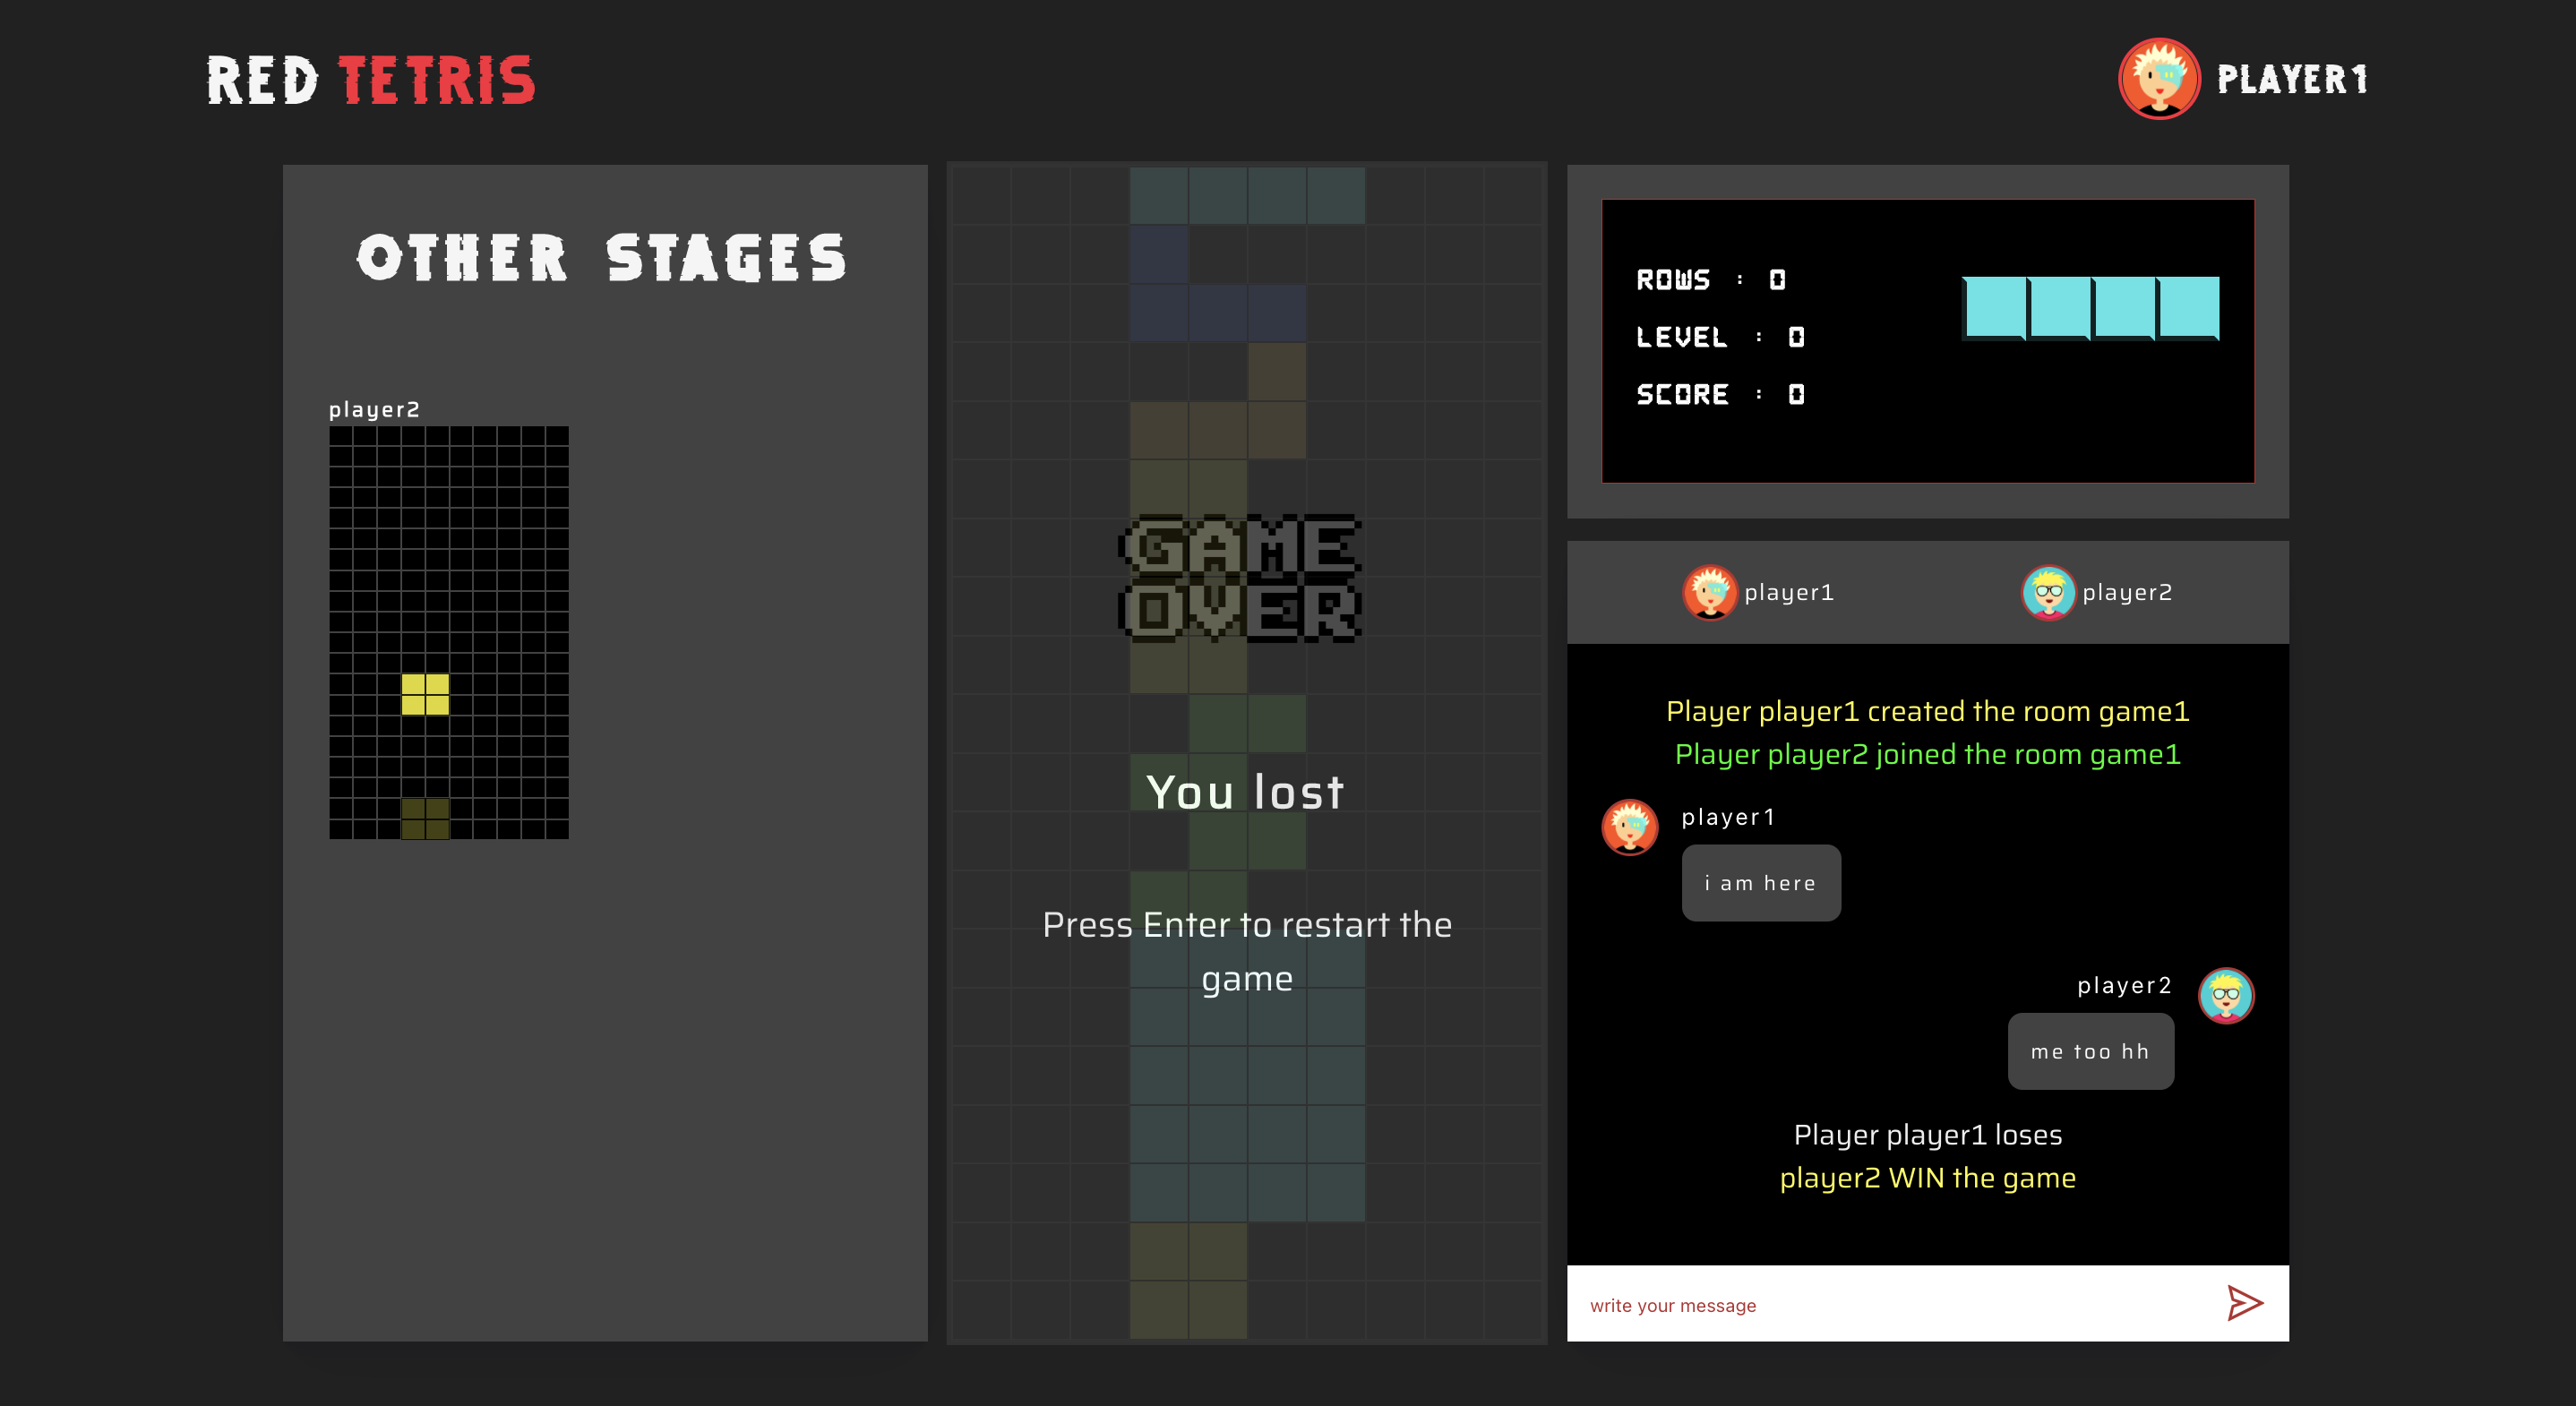 RED TETRIS
PLAYER1
OTHER STAGES
player2
GAME
OVER
You lost
Press Enter to restart the
game
ROWS : 0
LEVEL : 0
SCORE : 0
player1
player2
Player player1 created the room game1
Player player2 joined the room game1
player1
i am here
player2
me too hh
Player player1 loses
player2 WIN the game
write your message